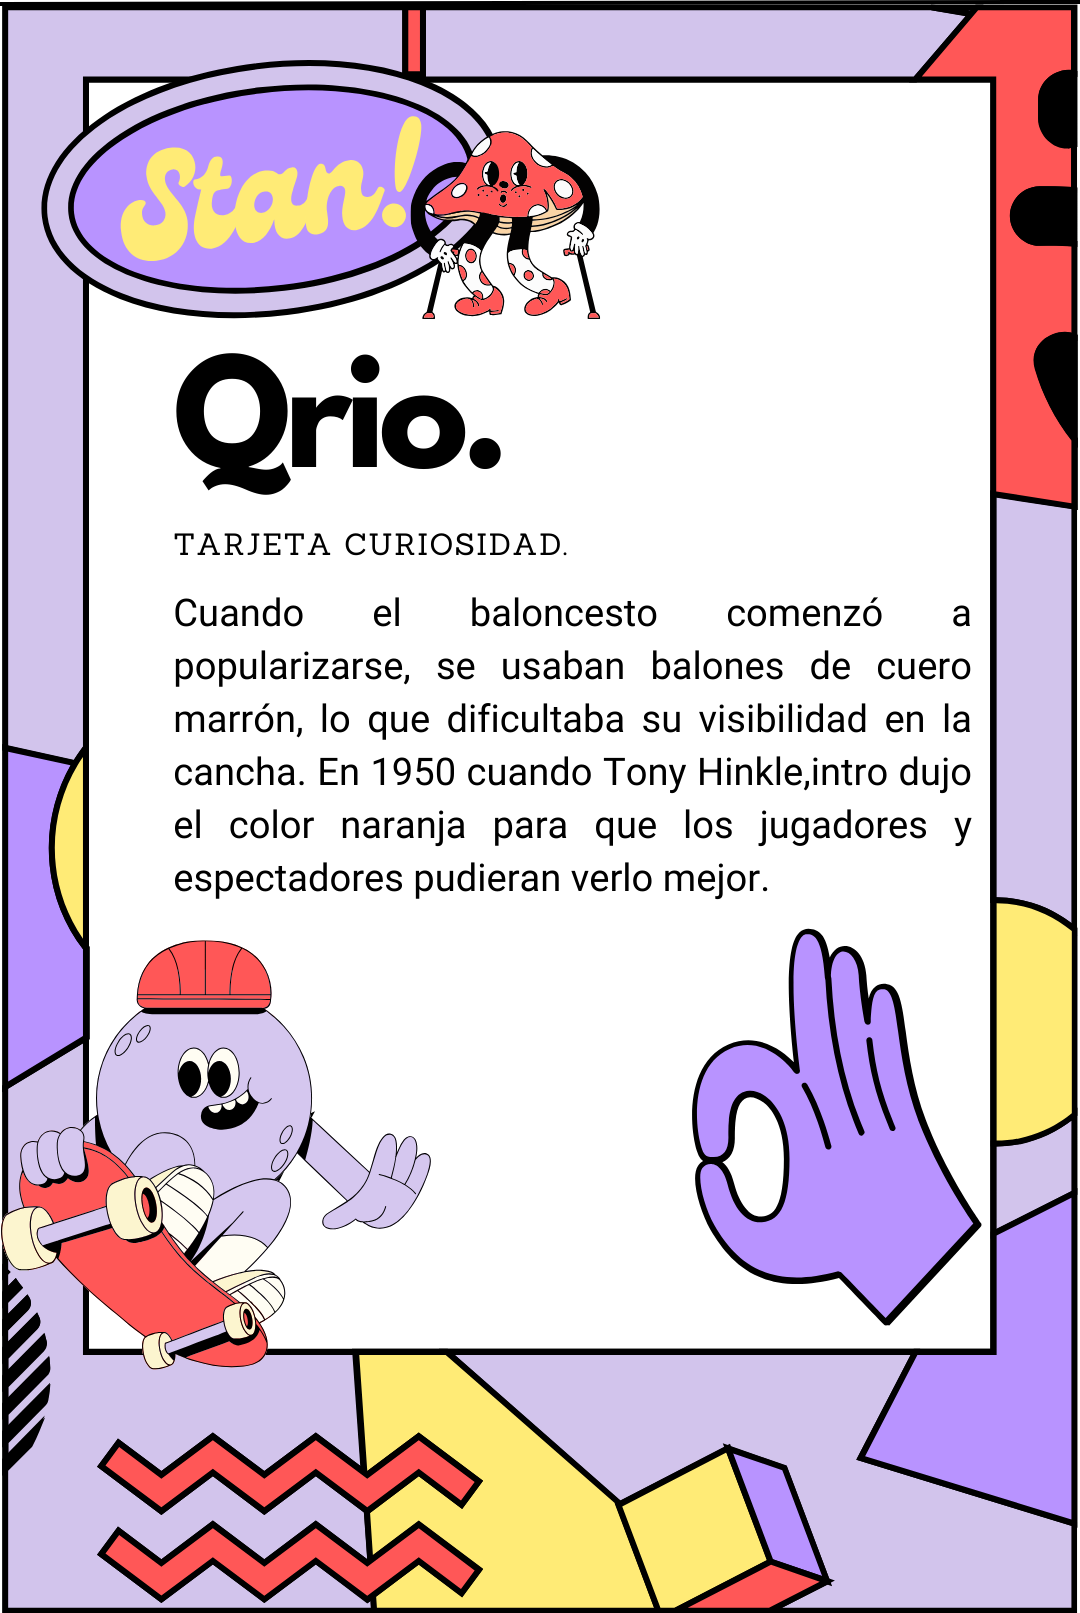 Stan!
Qrio.
TARJETA CURIOSIDAD.
Cuando el baloncesto comenzó a
popularizarse, se usaban balones de cuero
marrón, lo que dificultaba su visibilidad en la
cancha. En 1950 cuando Tony Hinkle,intro dujo
el color naranja para que los jugadores y
espectadores pudieran verlo mejor.